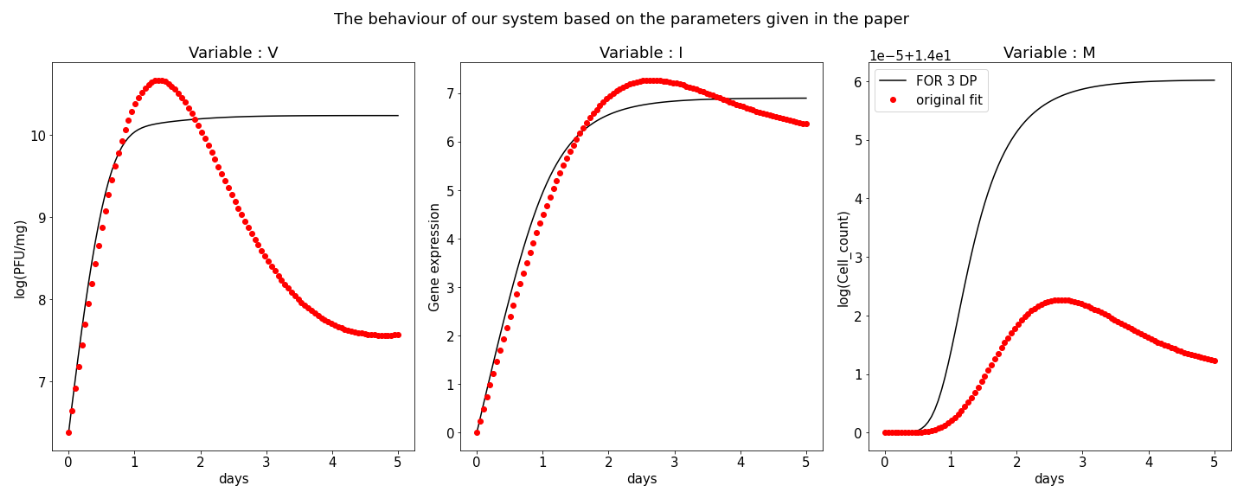 The behaviour of our system based on the parameters given in the paper
Variable : V
log(PFU/mg)
10
9
8
7
0 1 2 3 4 5
days
Variable : I
Gene expression
7
6
5
4
3
2
1
0
0 1 2 3 4 5
days
Variable : M
1e-5+1.4e1
log(Cell_count)
6
5
4
3
2
1
0
FOR 3 DP
original fit
0 1 2 3 4 5
days